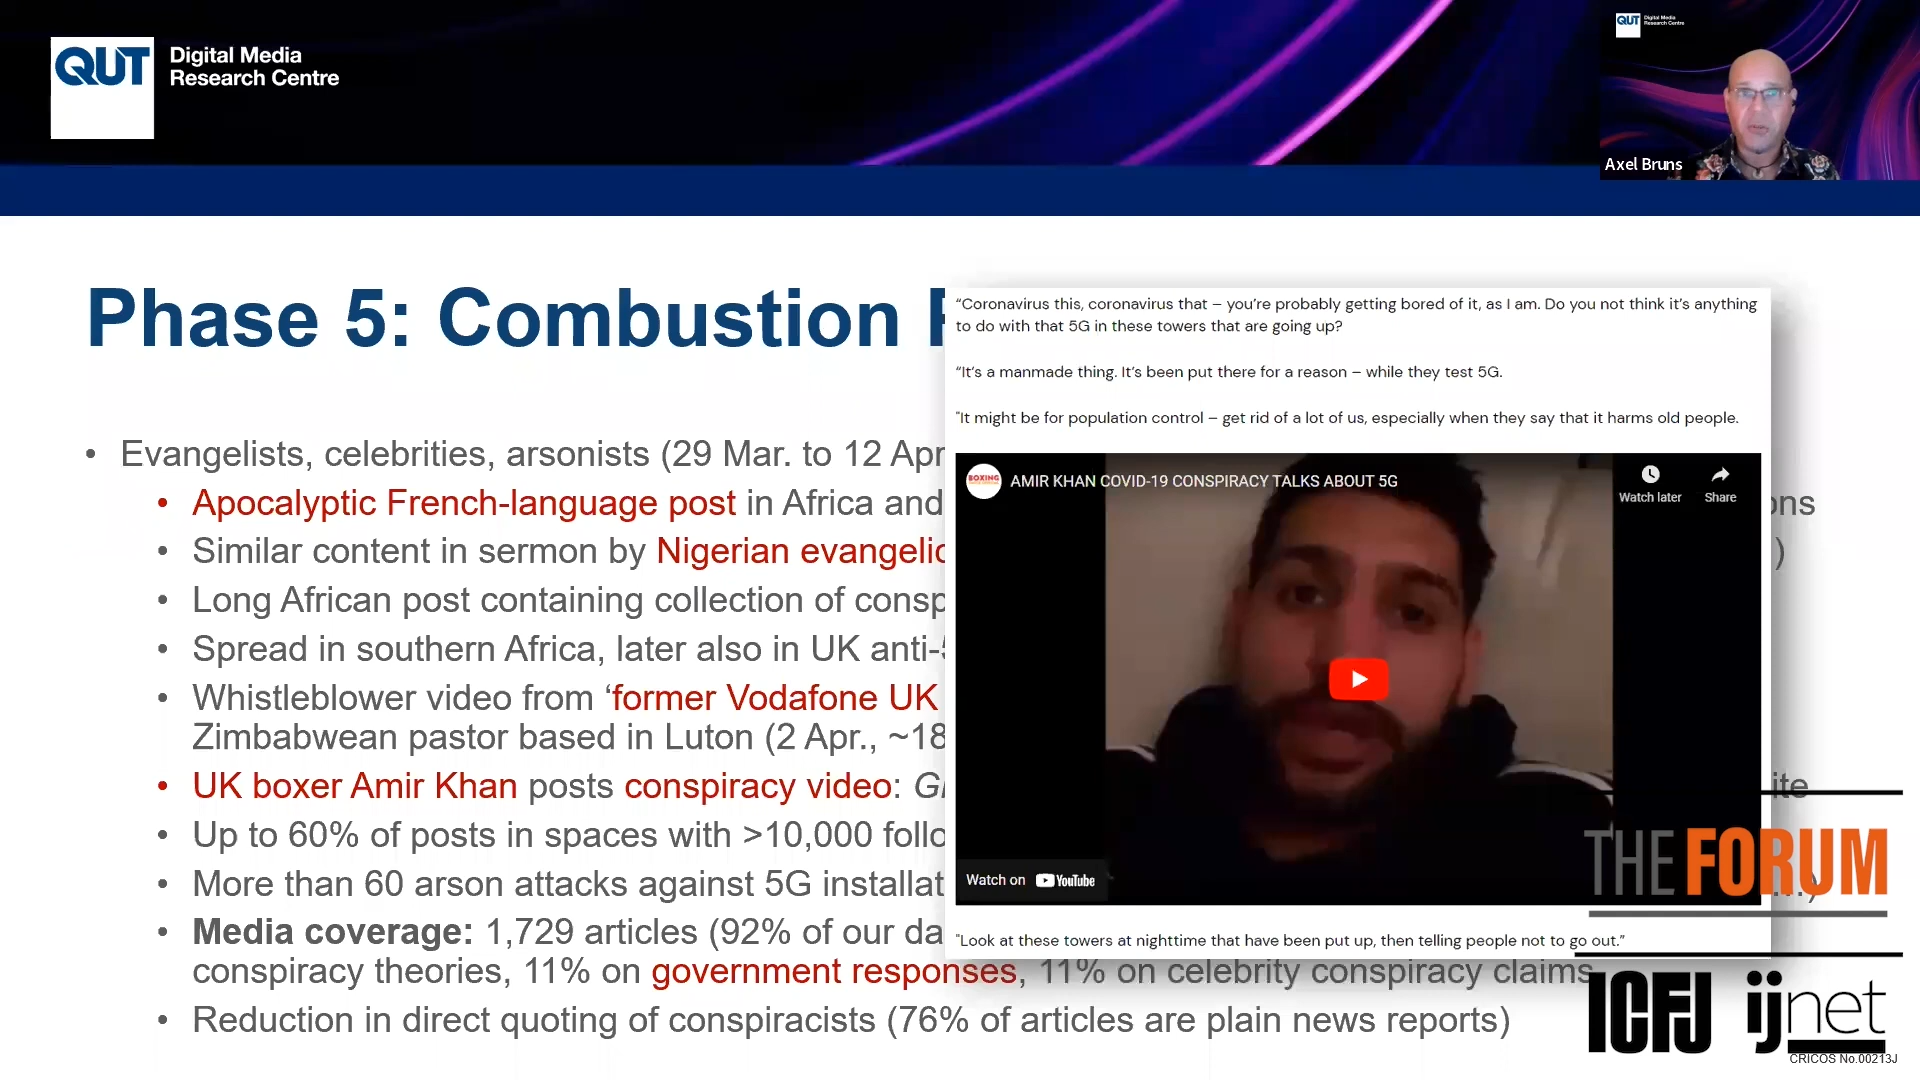 QUT
Digital Media
Research Centre
QUT
Digital Media
Research Centre
Axel Bruns
Phase 5: Combustion
• Evangelists, celebrities, arsonists (29 Mar. to 12 Apr
• Apocalyptic French-language post in Africa and
ons
• Similar content in sermon by Nigerian evangelic
)
• Long African post containing collection of consp
• Spread in southern Africa, later also in UK anti-5
• Whistleblower video from ‘former Vodafone UK
Zimbabwean pastor based in Luton (2 Apr., ~18
• UK boxer Amir Khan posts conspiracy video:
ite
• Up to 60% of posts in spaces with >10,000 follo
• More than 60 arson attacks against 5G installat
• Media coverage: 1,729 articles (92% of our da
conspiracy theories, 11% on government responses, 11% on celebrity conspiracy claims
• Reduction in direct quoting of conspiracists (76% of articles are plain news reports)
“Coronavirus this, coronavirus that – you’re probably getting bored of it, as I am. Do you not think it’s anything
to do with that 5G in these towers that are going up?
“It’s a manmade thing. It’s been put there for a reason – while they test 5G.
"It might be for population control – get rid of a lot of us, especially when they say that it harms old people.
BOXING
AMIR KHAN COVID-19 CONSPIRACY TALKS ABOUT 5G
Watch later
Share
Watch on YouTube
"Look at these towers at nighttime that have been put up, then telling people not to go out.”
THE FORUM
ICFJ ijnet
CRICOS No.00213J